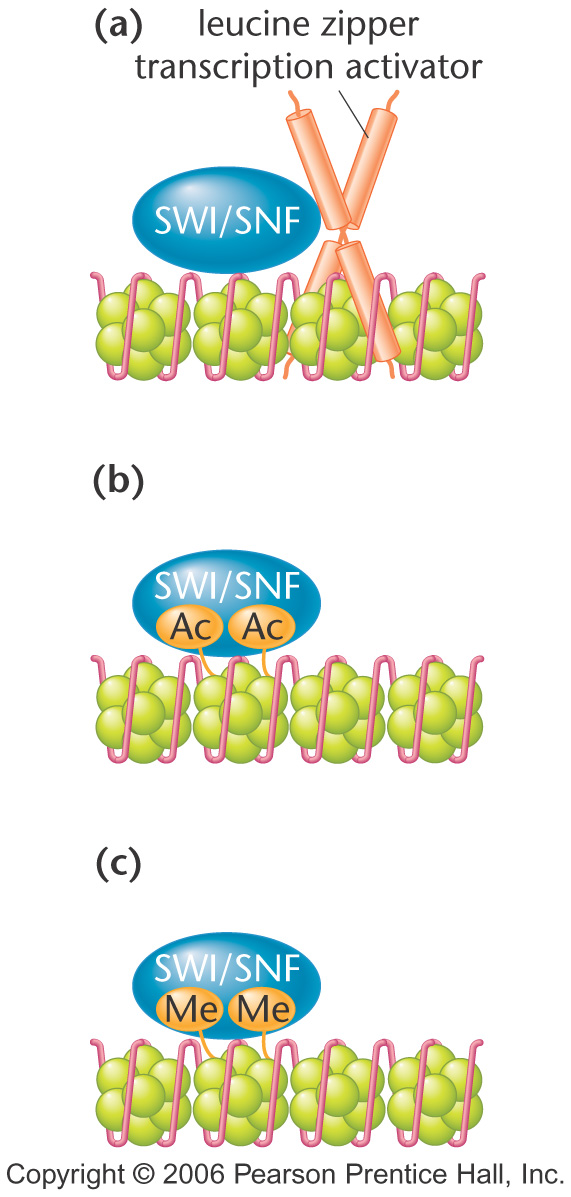 (a) leucine zipper
transcription activator
SWI/SNF
(b)
SWI/SNF
Ac Ac
(c)
SWI/SNF
Me Me
Copyright © 2006 Pearson Prentice Hall, Inc.